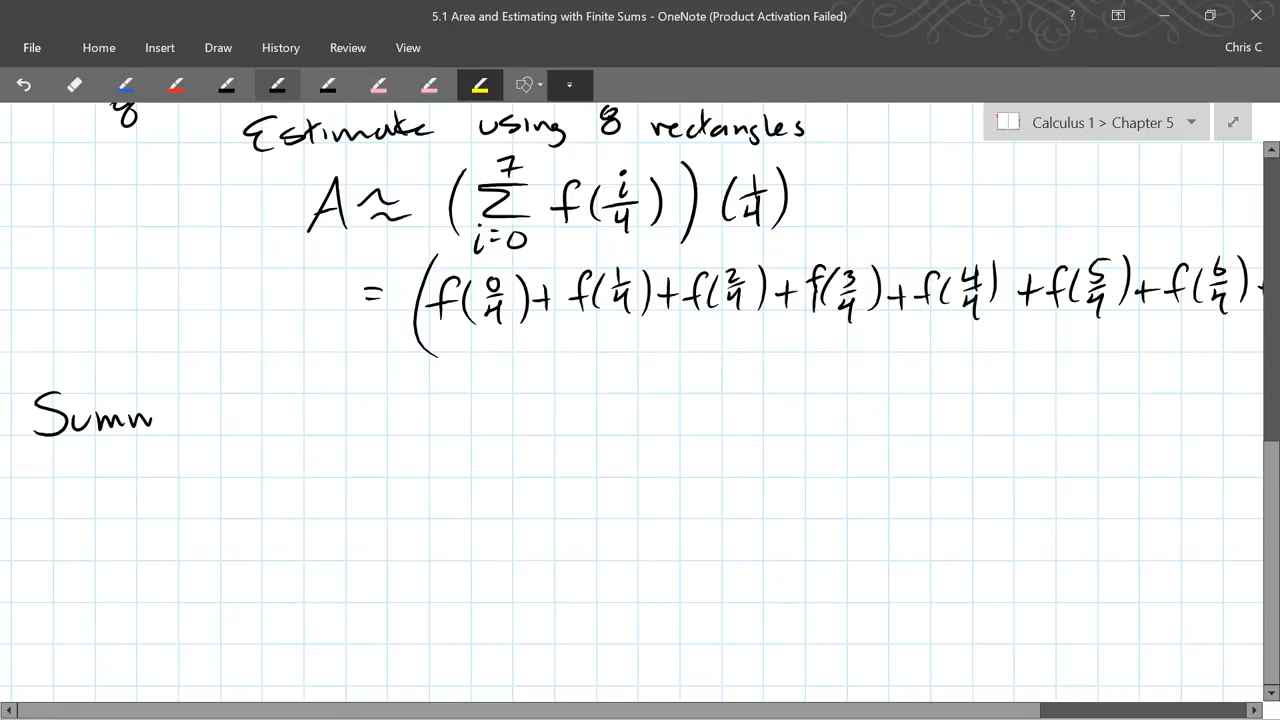 5.1 Area and Estimating with Finite Sums - OneNote (Product Activation Failed)
File Home Insert Draw History Review View Chris C
Calculus 1 > Chapter 5
8
Estimate using 8 rectangles
A ≈ (∑_{i=0}^{7} f(i/4)) (1/4)
= (f(0/4) + f(1/4) + f(2/4) + f(3/4) + f(4/4) + f(5/4) + f(6/4) +
Summ